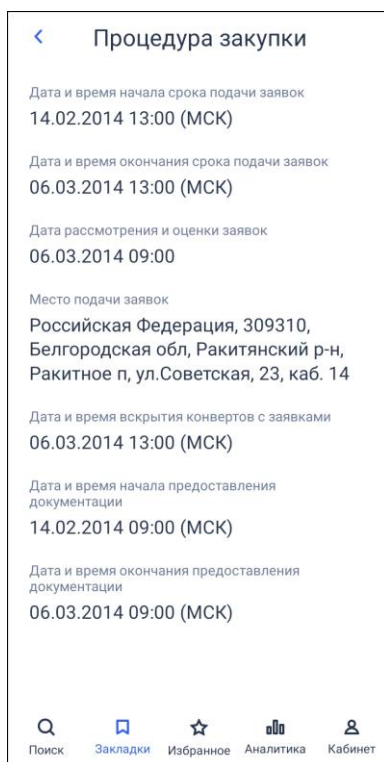 Процедура закупки
Дата и время начала срока подачи заявок
14.02.2014 13:00 (МСК)
Дата и время окончания срока подачи заявок
06.03.2014 13:00 (МСК)
Дата рассмотрения и оценки заявок
06.03.2014 09:00
Место подачи заявок
Российская Федерация, 309310,
Белгородская обл, Ракитянский р-н,
Ракитное п, ул.Советская, 23, каб. 14
Дата и время вскрытия конвертов с заявками
06.03.2014 13:00 (МСК)
Дата и время начала предоставления
документации
14.02.2014 09:00 (МСК)
Дата и время окончания предоставления
документации
06.03.2014 09:00 (МСК)
Поиск Закладки Избранное Аналитика Кабинет